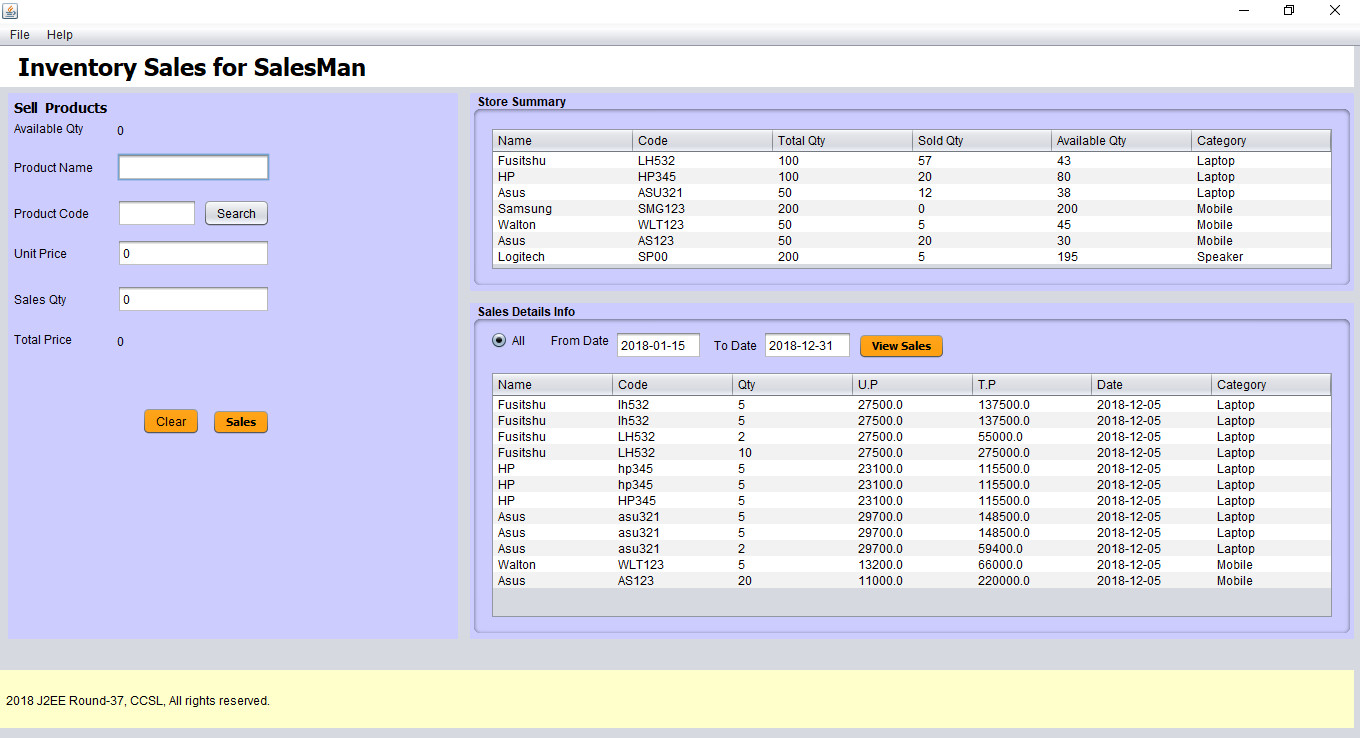 File Help
Inventory Sales for SalesMan
Sell Products
Available Qty 0
Product Name
Product Code Search
Unit Price 0
Sales Qty 0
Total Price 0
Clear Sales
Store Summary
Name Code Total Qty Sold Qty Available Qty Category
Fusitshu LH532 100 57 43 Laptop
HP HP345 100 20 80 Laptop
Asus ASU321 50 12 38 Laptop
Samsung SMG123 200 0 200 Mobile
Walton WLT123 50 5 45 Mobile
Asus AS123 50 20 30 Mobile
Logitech SP00 200 5 195 Speaker
Sales Details Info
All From Date 2018-01-15 To Date 2018-12-31 View Sales
Name Code Qty U.P T.P Date Category
Fusitshu lh532 5 27500.0 137500.0 2018-12-05 Laptop
Fusitshu lh532 5 27500.0 137500.0 2018-12-05 Laptop
Fusitshu LH532 2 27500.0 55000.0 2018-12-05 Laptop
Fusitshu LH532 10 27500.0 275000.0 2018-12-05 Laptop
HP hp345 5 23100.0 115500.0 2018-12-05 Laptop
HP hp345 5 23100.0 115500.0 2018-12-05 Laptop
HP HP345 5 23100.0 115500.0 2018-12-05 Laptop
Asus asu321 5 29700.0 148500.0 2018-12-05 Laptop
Asus asu321 5 29700.0 148500.0 2018-12-05 Laptop
Asus asu321 2 29700.0 59400.0 2018-12-05 Laptop
Walton WLT123 5 13200.0 66000.0 2018-12-05 Mobile
Asus AS123 20 11000.0 220000.0 2018-12-05 Mobile
2018 J2EE Round-37, CCSL, All rights reserved.